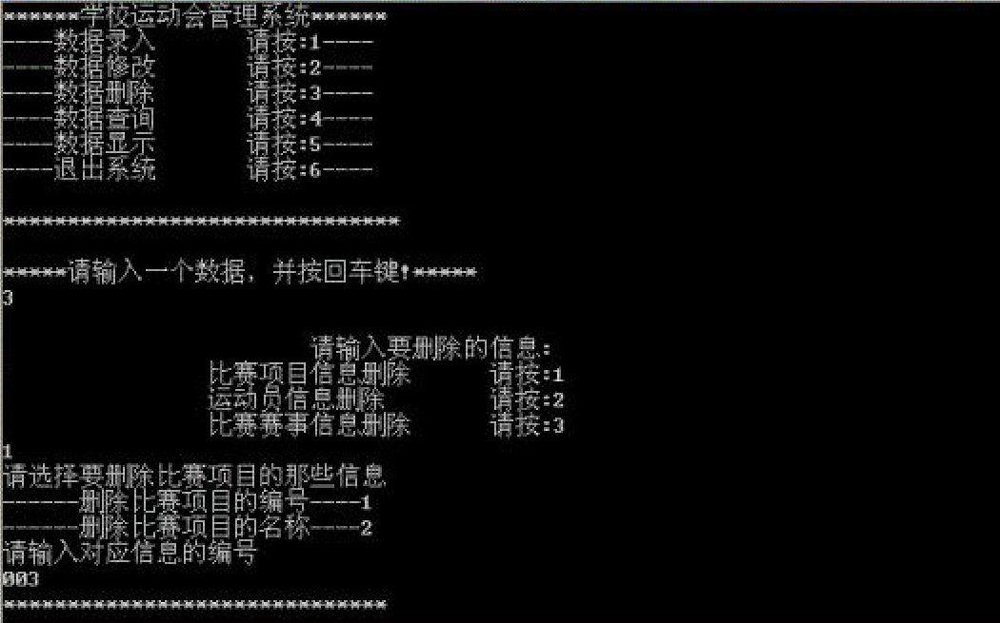 ******学校运动会管理系统******
----数据录入 请按:1----
----数据修改 请按:2----
----数据删除 请按:3----
----数据查询 请按:4----
----数据显示 请按:5----
----退出系统 请按:6----
*******************************
*****请输入一个数据，并按回车键!*****
3
请输入要删除的信息:
比赛项目信息删除 请按:1
运动员信息删除 请按:2
比赛赛事信息删除 请按:3
1
请选择要删除比赛项目的那些信息
------删除比赛项目的编号----1
------删除比赛项目的名称----2
请输入对应信息的编号
003
******************************